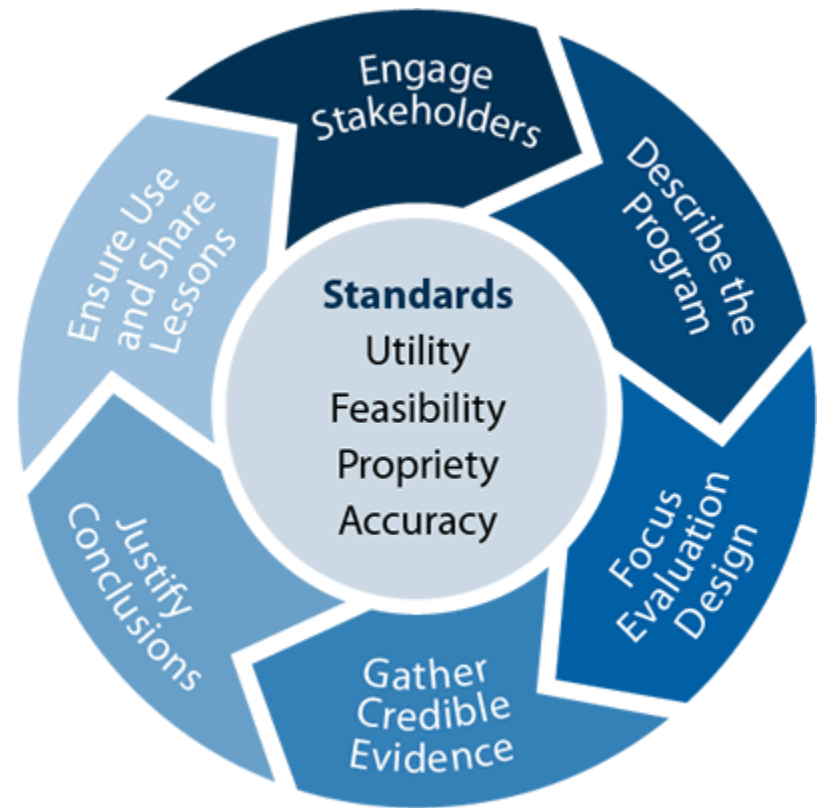 Engage
Stakeholders
Describe the
Program
Focus
Evaluation
Design
Gather
Credible
Evidence
Justify
Conclusions
Ensure Use
and Share
Lessons
Standards
Utility
Feasibility
Propriety
Accuracy